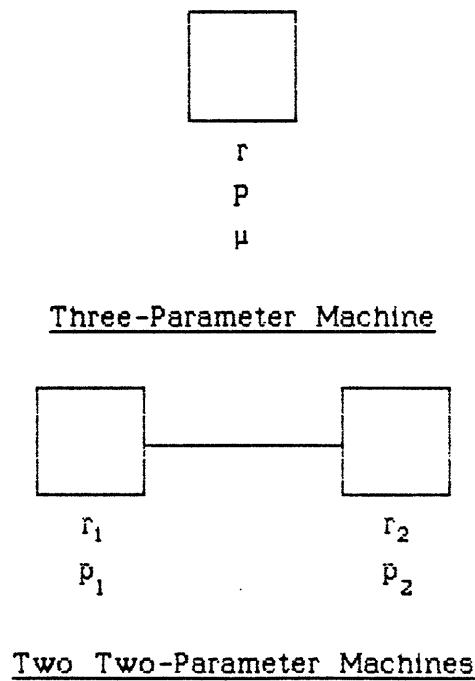 r
p
μ
Three-Parameter Machine
r₁ r₂
p₁ p₂
Two Two-Parameter Machines